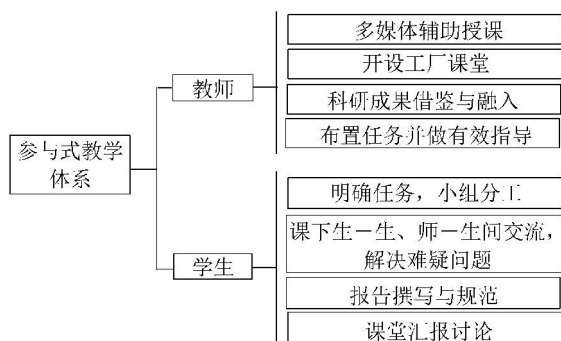 多媒体辅助授课
开设工厂课堂
教师
科研成果借鉴与融入
布置任务并做有效指导
参与式教学
体系
明确任务，小组分工
课下生－生、师－生间交流，
解决难疑问题
学生
报告撰写与规范
课堂汇报讨论